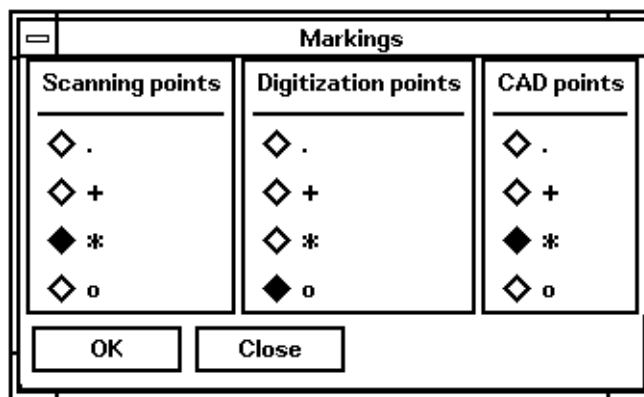 Markings
Scanning points Digitization points CAD points
. . .
+ + +
* * *
o o o
OK Close